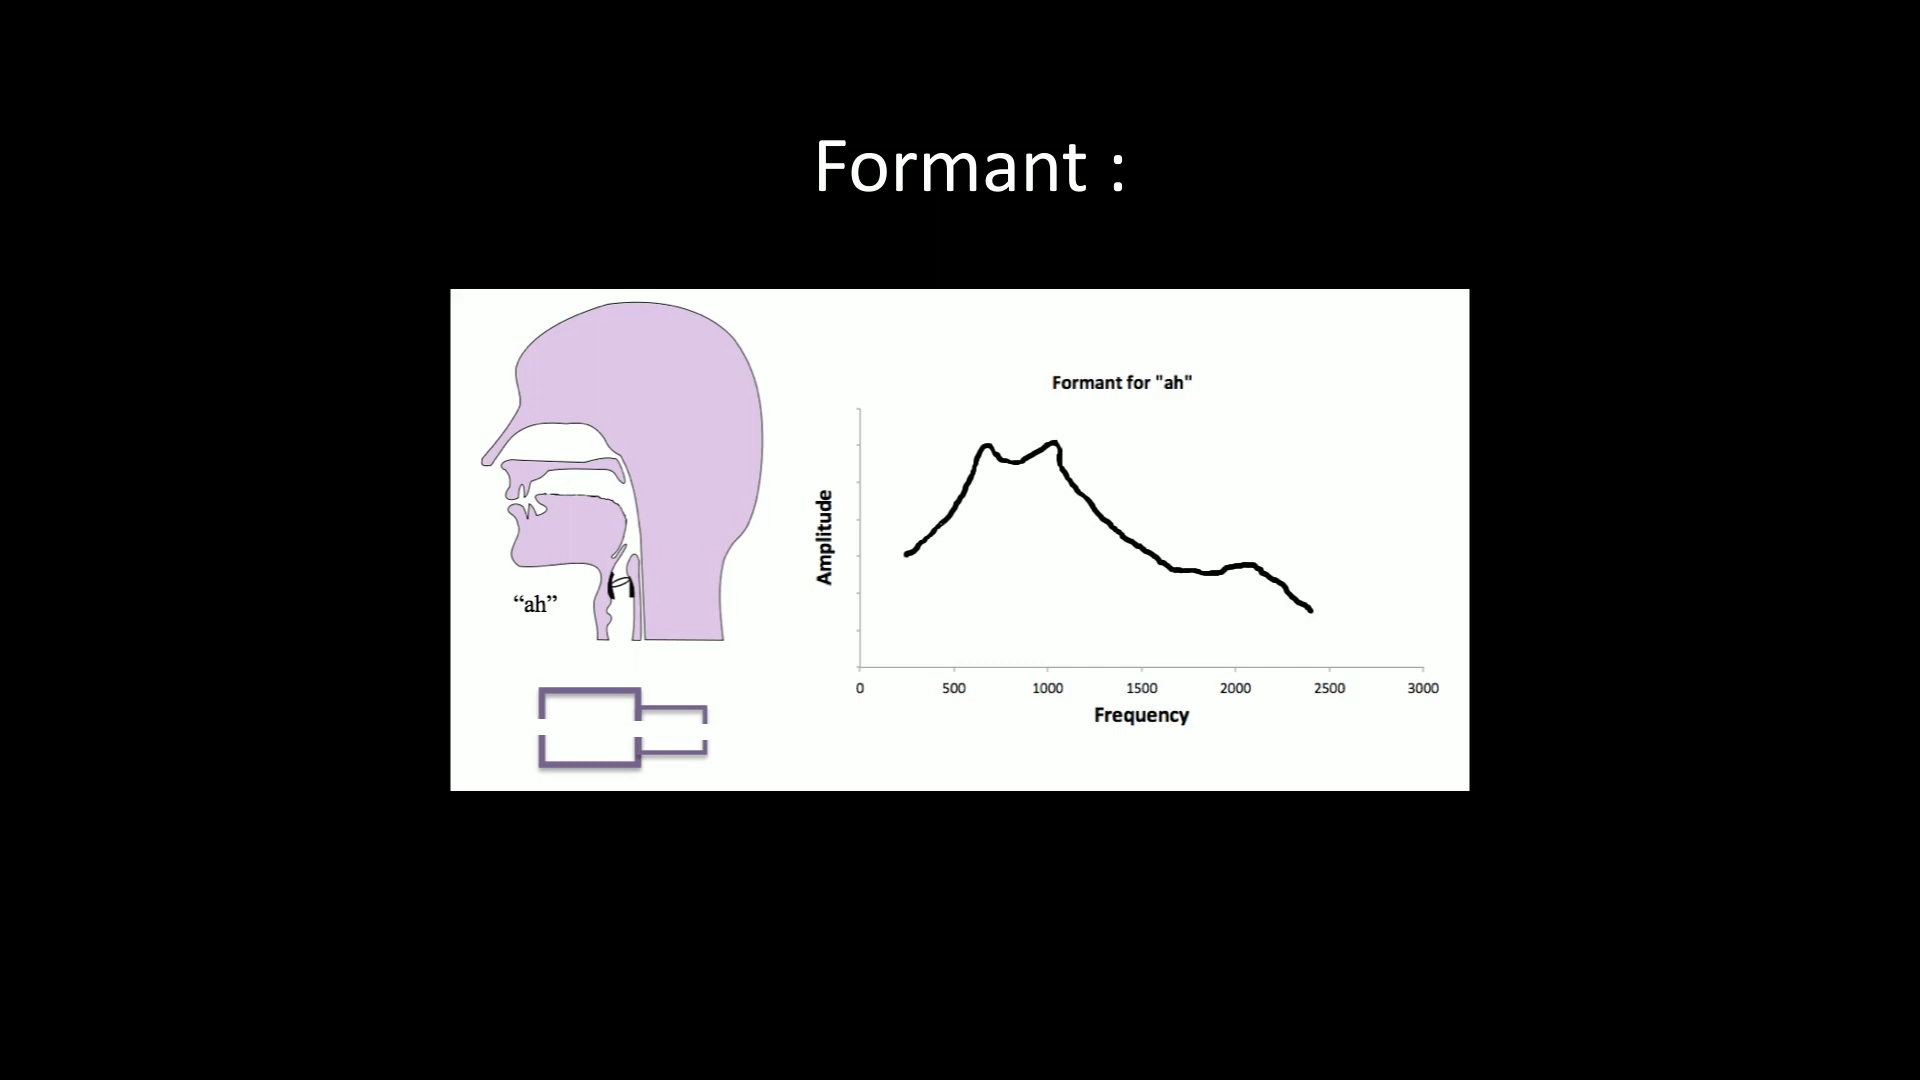 Formant :
“ah”
Formant for "ah"
Amplitude
0 500 1000 1500 2000 2500 3000
Frequency